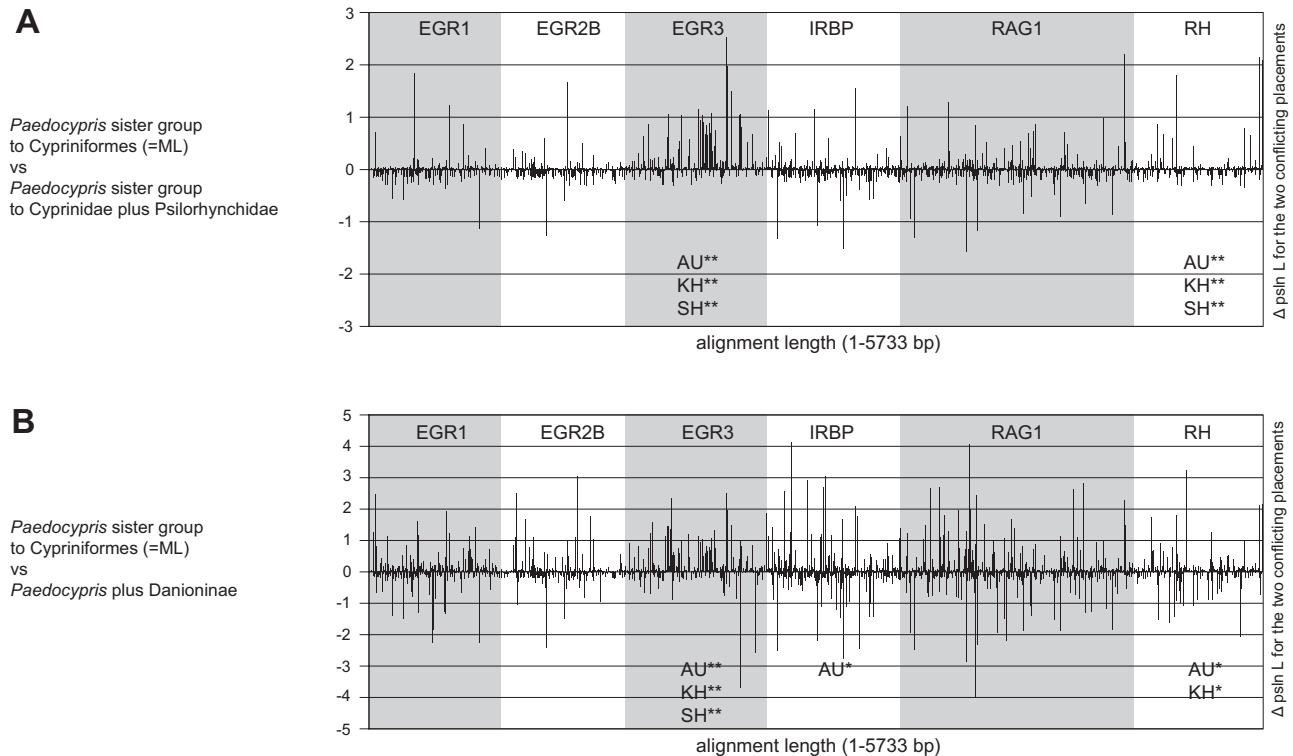 A
EGR1 EGR2B EGR3 IRBP RAG1 RH
3
2
1
0
-1
-2
-3
Paedocypris sister group
to Cypriniformes (=ML)
vs
Paedocypris sister group
to Cyprinidae plus Psilorhynchidae
AU** AU**
KH** KH**
SH** SH**
Δ psln L for the two conflicting placements
alignment length (1-5733 bp)
B
EGR1 EGR2B EGR3 IRBP RAG1 RH
5
4
3
2
1
0
-1
-2
-3
-4
-5
Paedocypris sister group
to Cypriniformes (=ML)
vs
Paedocypris plus Danioninae
AU** AU* AU*
KH** KH*
SH**
Δ psln L for the two conflicting placements
alignment length (1-5733 bp)